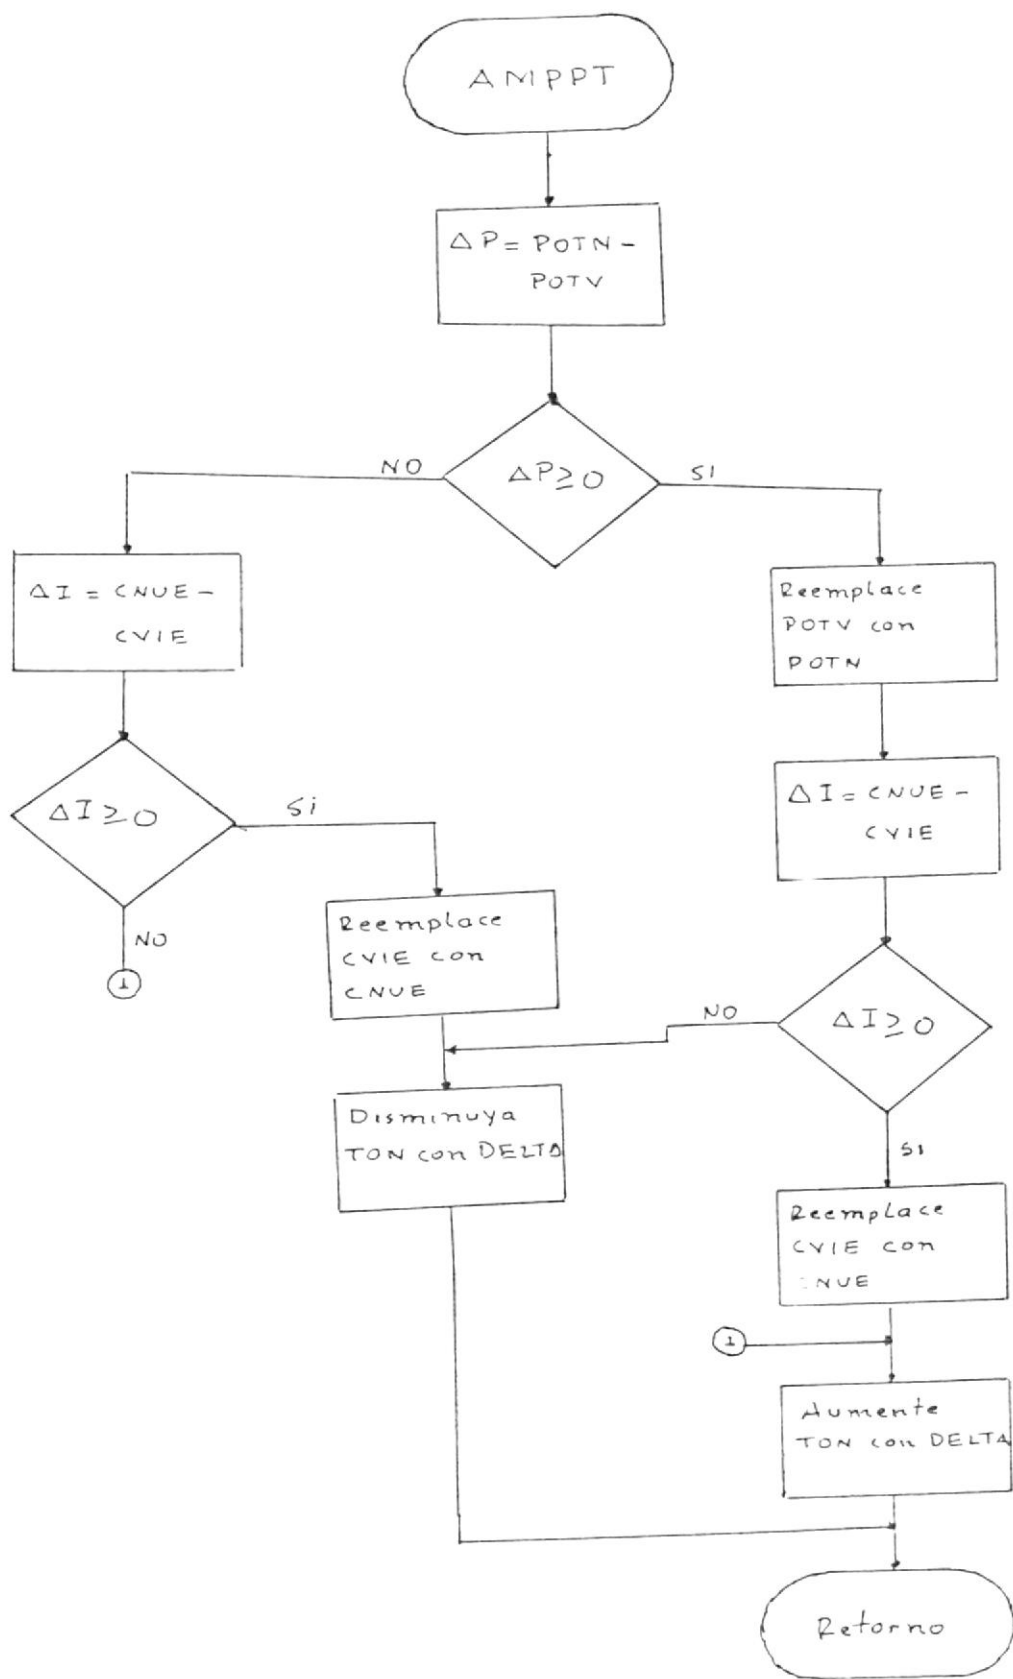 AMPPT
ΔP = POTN -
POTV
ΔP ≥ 0
NO
SI
ΔI = CNUE -
CVIE
Reemplace
POTV con
POTN
ΔI ≥ 0
Si
NO
1
ΔI = CNUE -
CVIE
Reemplace
CVIE con
CNUE
ΔI ≥ 0
NO
SI
Disminuya
TON con DELTA
Reemplace
CVIE con
CNUE
1
Aumente
TON con DELTA
Retorno